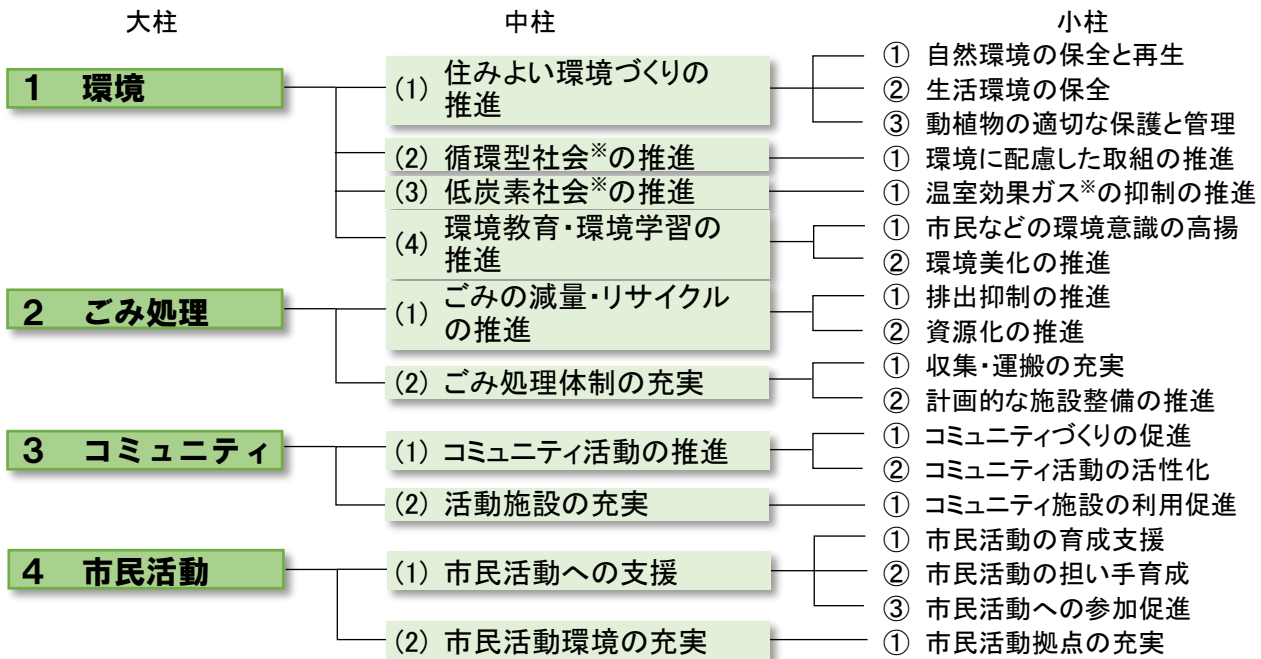 大柱 中柱 小柱
1 環境
(1) 住みよい環境づくりの
推進
① 自然環境の保全と再生
② 生活環境の保全
③ 動植物の適切な保護と管理
(2) 循環型社会※の推進
① 環境に配慮した取組の推進
(3) 低炭素社会※の推進
① 温室効果ガス※の抑制の推進
(4) 環境教育・環境学習の
推進
① 市民などの環境意識の高揚
② 環境美化の推進
2 ごみ処理
(1) ごみの減量・リサイクル
の推進
① 排出抑制の推進
② 資源化の推進
(2) ごみ処理体制の充実
① 収集・運搬の充実
② 計画的な施設整備の推進
3 コミュニティ
(1) コミュニティ活動の推進
① コミュニティづくりの促進
② コミュニティ活動の活性化
(2) 活動施設の充実
① コミュニティ施設の利用促進
4 市民活動
(1) 市民活動への支援
① 市民活動の育成支援
② 市民活動の担い手育成
③ 市民活動への参加促進
(2) 市民活動環境の充実
① 市民活動拠点の充実